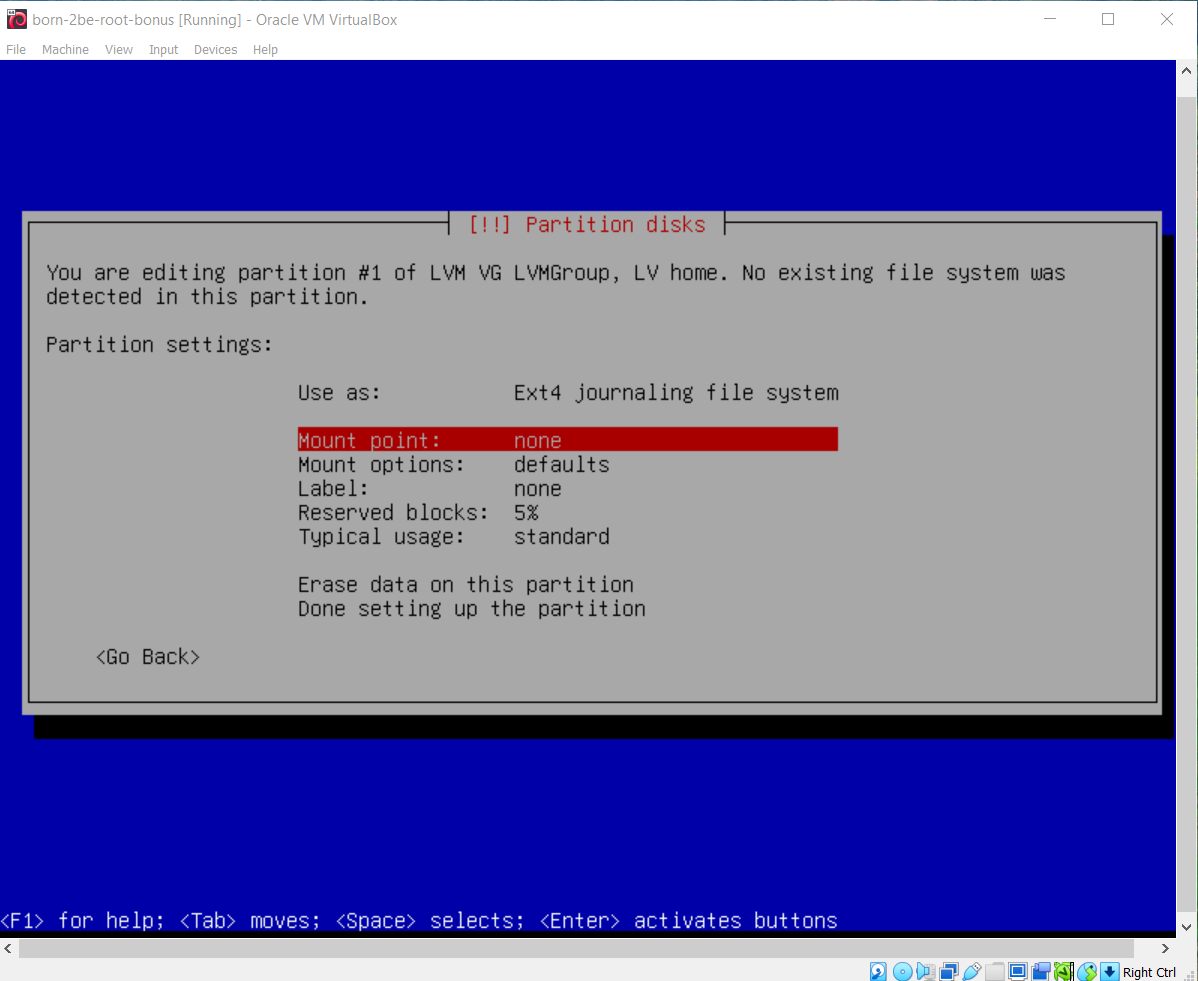 born-2be-root-bonus [Running] - Oracle VM VirtualBox
File Machine View Input Devices Help
[!!] Partition disks
You are editing partition #1 of LVM VG LVMGroup, LV home. No existing file system was
detected in this partition.
Partition settings:
Use as: Ext4 journaling file system
Mount point: none
Mount options: defaults
Label: none
Reserved blocks: 5%
Typical usage: standard
Erase data on this partition
Done setting up the partition
<Go Back>
<F1> for help; <Tab> moves; <Space> selects; <Enter> activates buttons
Right Ctrl